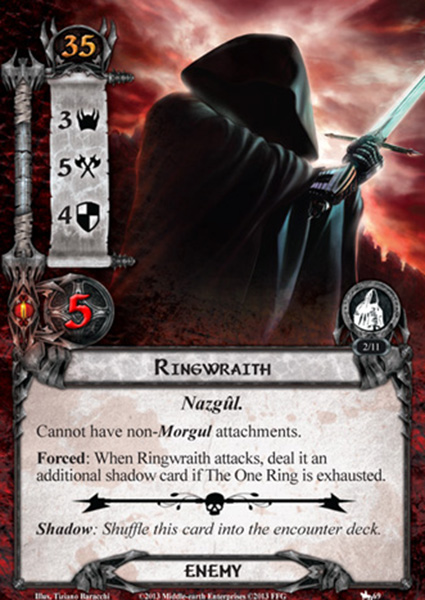 35
3
5
4
5
2/11
Ringwraith
Nazgûl.
Cannot have non-Morgul attachments.
Forced: When Ringwraith attacks, deal it an
additional shadow card if The One Ring is exhausted.
Shadow: Shuffle this card into the encounter deck.
ENEMY
Illus. Tiziano Baracchi ©2013 Middle-earth Enterprises ©2013 FFG 69